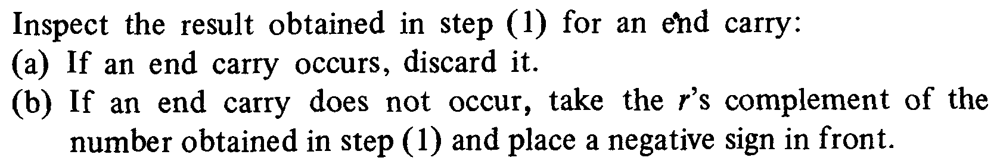 Inspect the result obtained in step (1) for an end carry:
(a) If an end carry occurs, discard it.
(b) If an end carry does not occur, take the r's complement of the
number obtained in step (1) and place a negative sign in front.